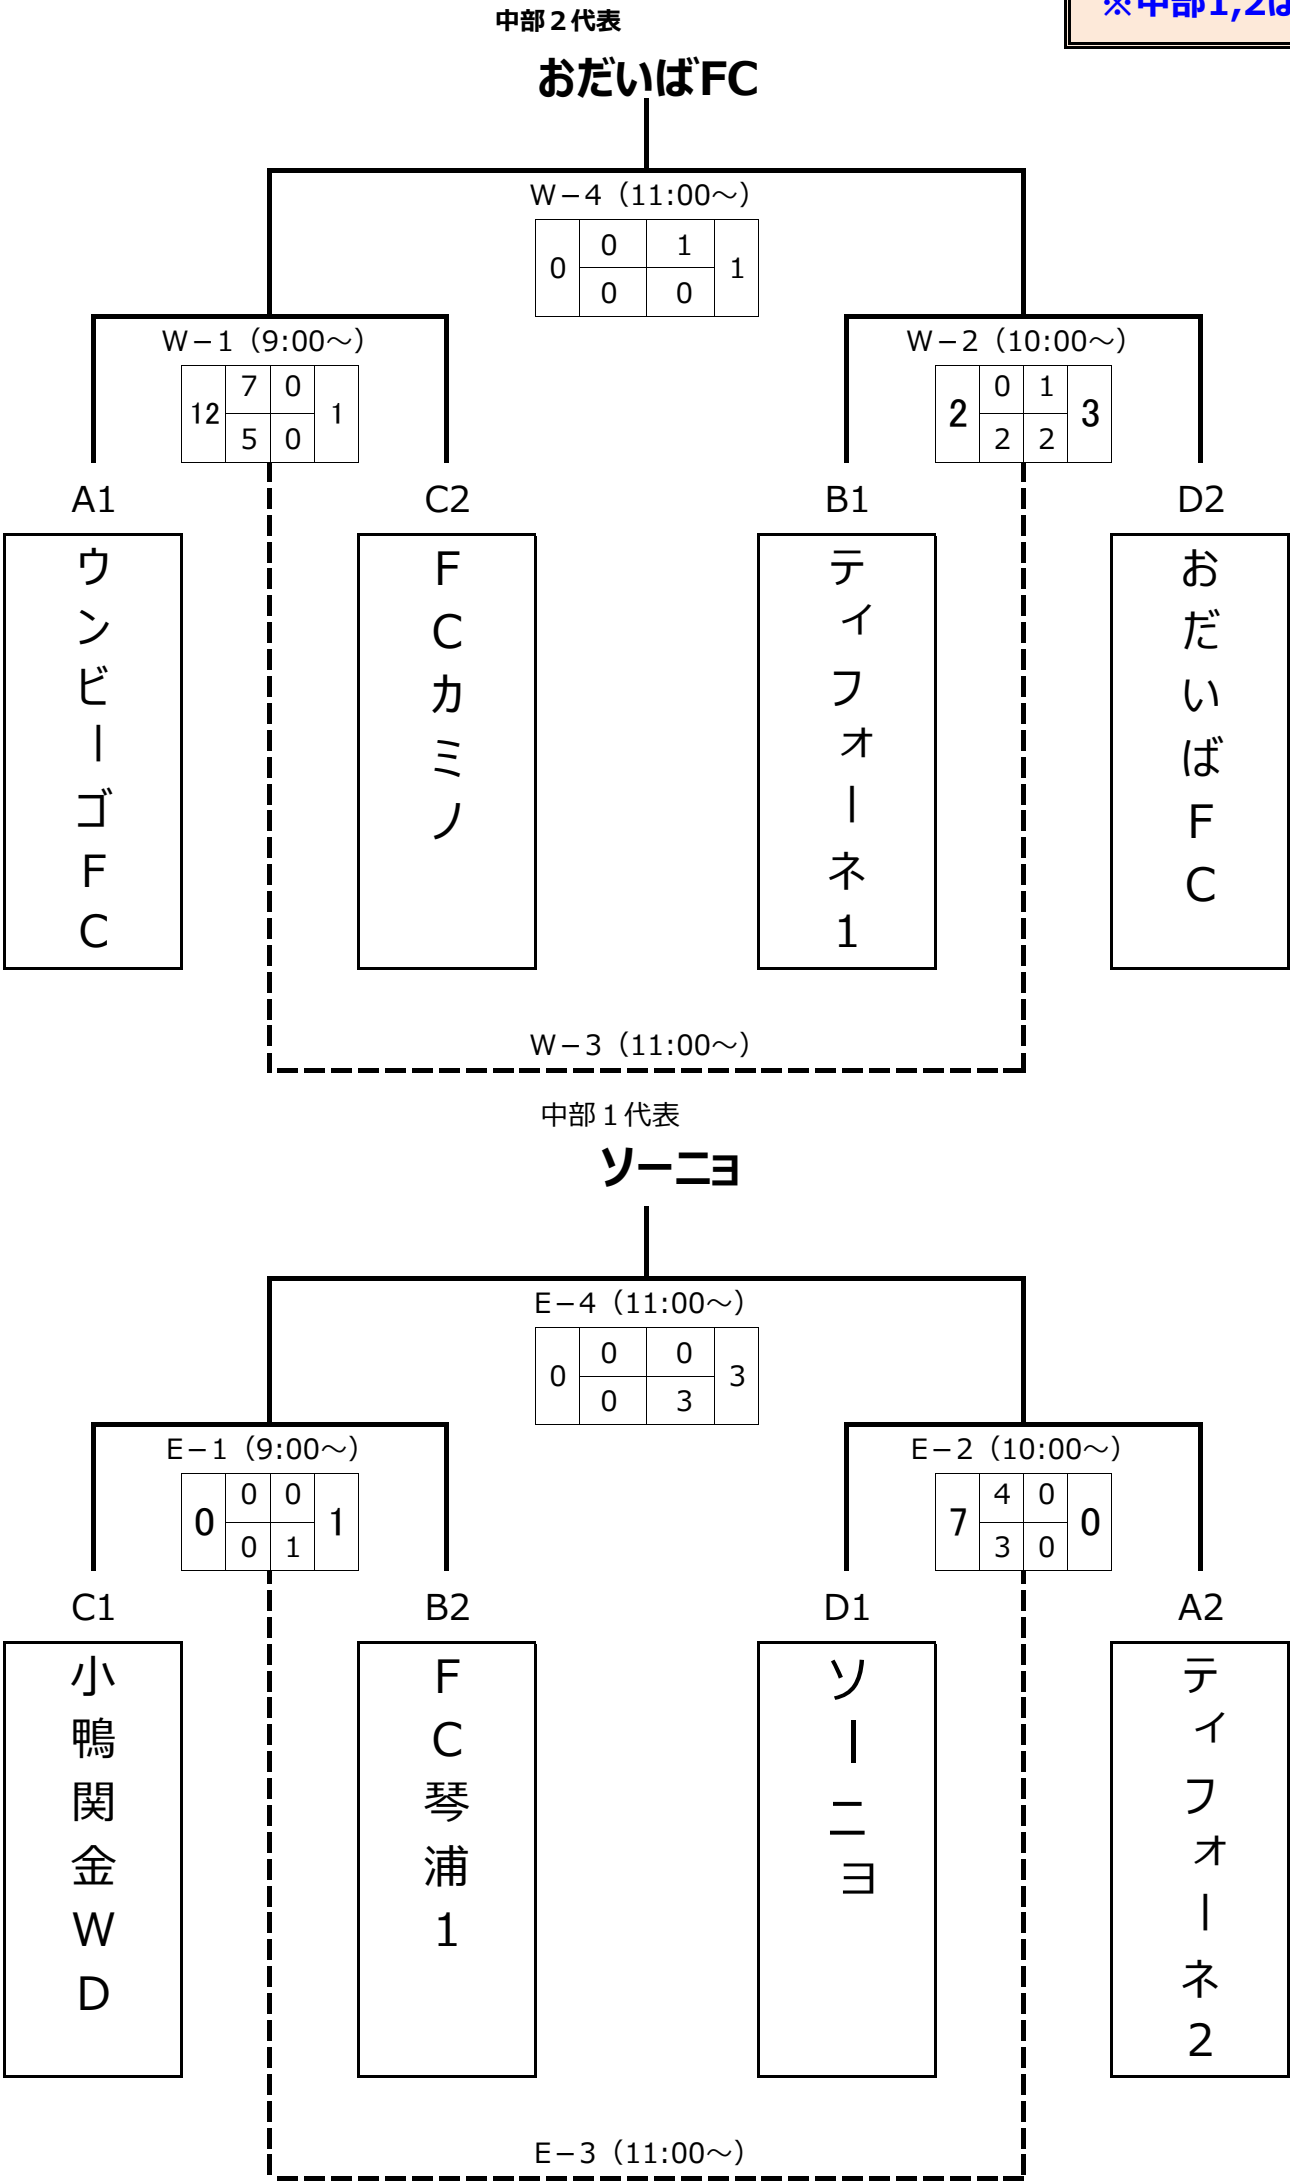 ※中部1,2は
中部２代表
おだいばFC
W－4（11:00～）
0 0 1 1
0 0
W－1（9:00～）
W－2（10:00～）
12 7 0 1
5 0
2 0 1 3
2 2
A1 C2 B1 D2
ウンビーゴFC
FCカミノ
ティフォーネ1
おだいばFC
W－3（11:00～）
中部１代表
ソーニョ
E－4（11:00～）
0 0 0 3
0 3
E－1（9:00～）
E－2（10:00～）
0 0 0 1
0 1
7 4 0 0
3 0
C1 B2 D1 A2
小鴨関金WD
FC琴浦1
ソーニョ
ティフォーネ2
E－3（11:00～）